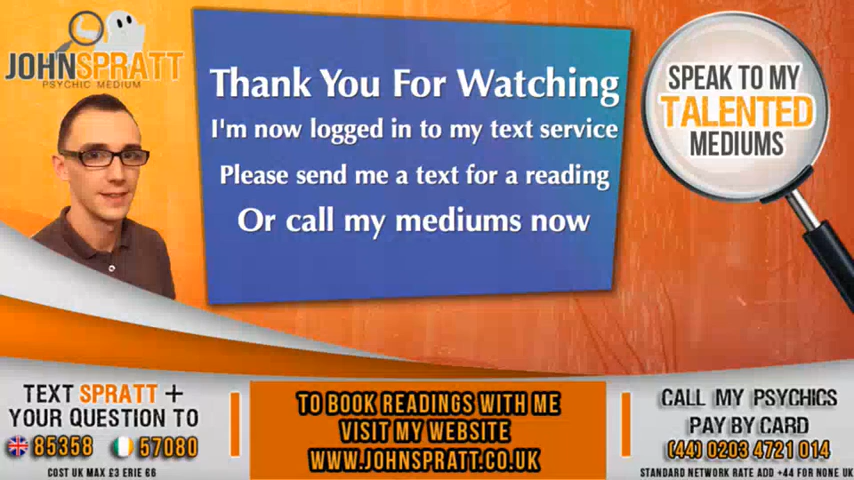 JOHNSPRATT
PSYCHIC MEDIUM
Thank You For Watching
I'm now logged in to my text service
Please send me a text for a reading
Or call my mediums now
SPEAK TO MY
TALENTED
MEDIUMS
TEXT SPRATT +
YOUR QUESTION TO
85358 57080
COST UK MAX £3 ERIE €6
TO BOOK READINGS WITH ME
VISIT MY WEBSITE
WWW.JOHNSPRATT.CO.UK
CALL MY PSYCHICS
PAY BY CARD
(44) 0203 4721 014
STANDARD NETWORK RATE ADD +44 FOR NONE UK